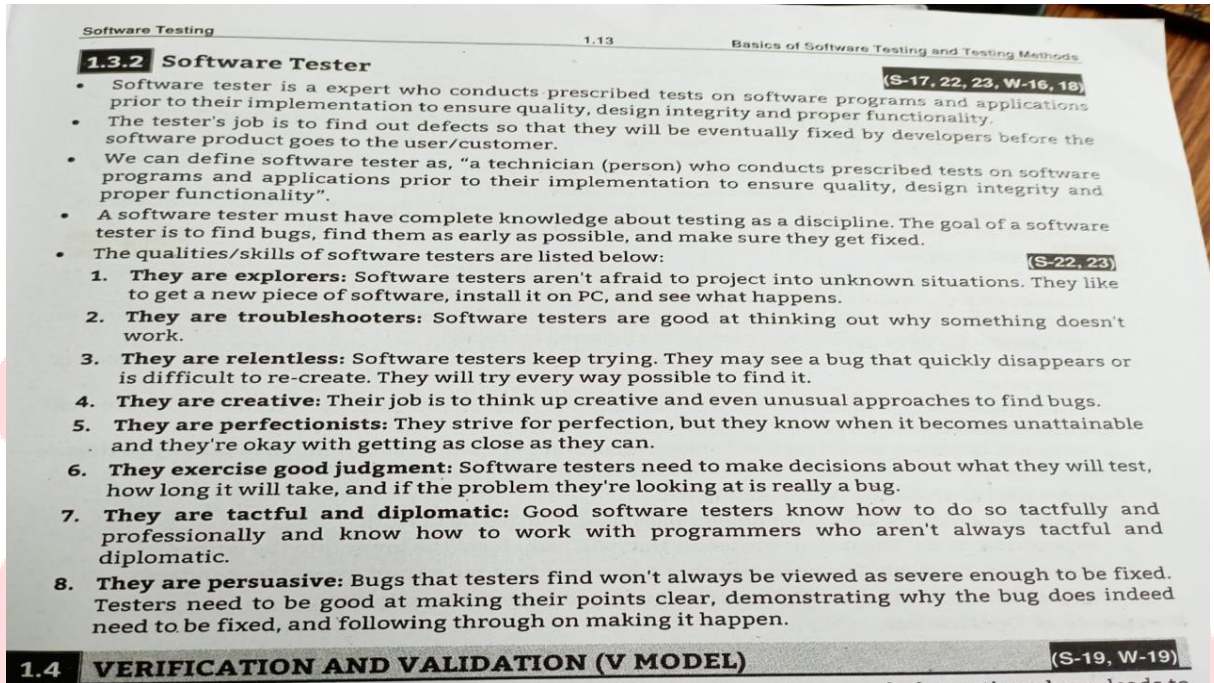 Software Testing
1.13
Basics of Software Testing and Testing Methods
1.3.2 Software Tester
(S-17, 22, 23, W-16, 18)
• Software tester is a expert who conducts prescribed tests on software programs and applications
prior to their implementation to ensure quality, design integrity and proper functionality.
• The tester's job is to find out defects so that they will be eventually fixed by developers before the
software product goes to the user/customer.
• We can define software tester as, “a technician (person) who conducts prescribed tests on software
programs and applications prior to their implementation to ensure quality, design integrity and
proper functionality”.
• A software tester must have complete knowledge about testing as a discipline. The goal of a software
tester is to find bugs, find them as early as possible, and make sure they get fixed.
• The qualities/skills of software testers are listed below:
(S-22, 23)
1. They are explorers: Software testers aren't afraid to project into unknown situations. They like
to get a new piece of software, install it on PC, and see what happens.
2. They are troubleshooters: Software testers are good at thinking out why something doesn't
work.
3. They are relentless: Software testers keep trying. They may see a bug that quickly disappears or
is difficult to re-create. They will try every way possible to find it.
4. They are creative: Their job is to think up creative and even unusual approaches to find bugs.
5. They are perfectionists: They strive for perfection, but they know when it becomes unattainable
and they're okay with getting as close as they can.
6. They exercise good judgment: Software testers need to make decisions about what they will test,
how long it will take, and if the problem they're looking at is really a bug.
7. They are tactful and diplomatic: Good software testers know how to do so tactfully and
professionally and know how to work with programmers who aren't always tactful and
diplomatic.
8. They are persuasive: Bugs that testers find won't always be viewed as severe enough to be fixed.
Testers need to be good at making their points clear, demonstrating why the bug does indeed
need to be fixed, and following through on making it happen.
1.4 VERIFICATION AND VALIDATION (V MODEL)
(S-19, W-19)